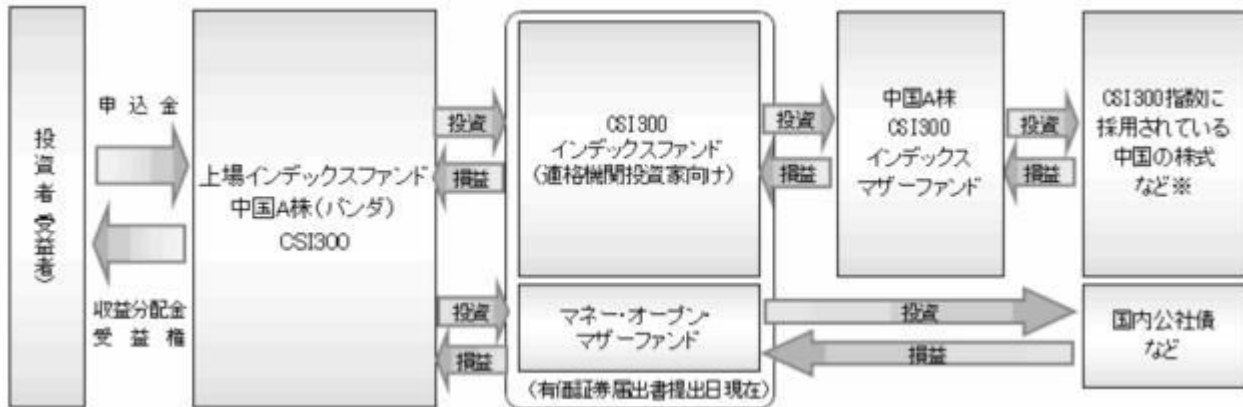 投資者(受益者)
申込金
収益分配金
受益権
上場インデックスファンド
中国A株(パンダ)
CSI300
投資
損益
投資
損益
CSI300
インデックスファンド
(適格機関投資家向け)
マネー・オープン・
マザーファンド
(有価証券届出書提出日現在)
投資
損益
中国A株
CSI300
インデックス
マザーファンド
投資
損益
CSI300指数に
採用されている
中国の株式
など※
投資
損益
国内公社債
など